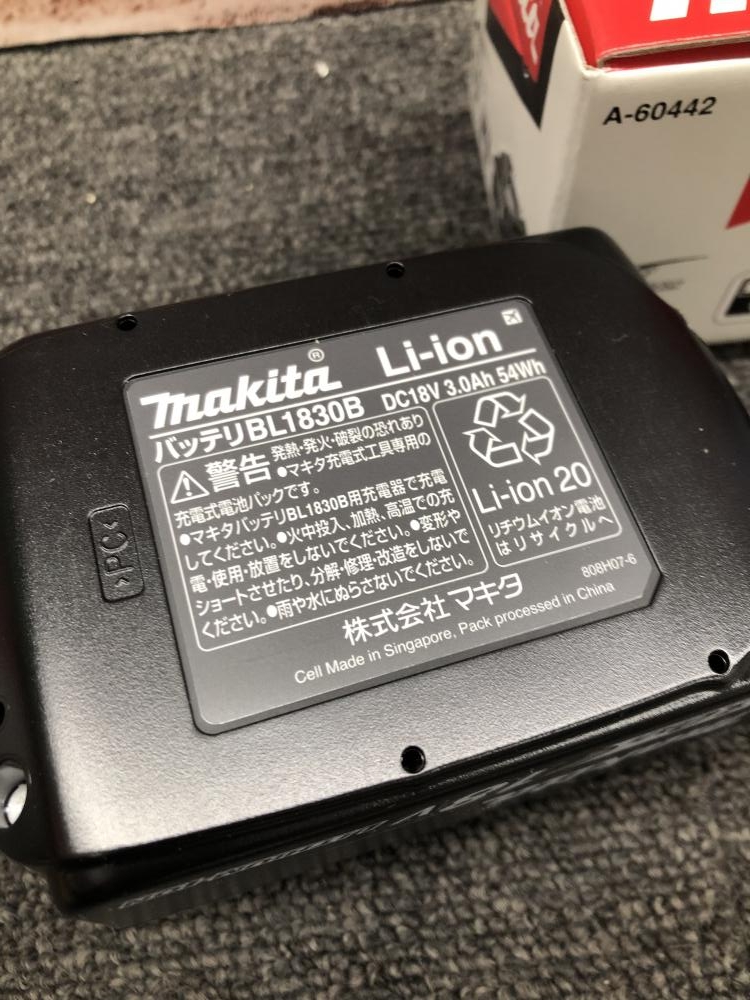 A-60442
makita® Li-ion
バッテリBL1830B DC18V 3.0Ah 54Wh
警告 発熱・発火・破裂の恐れあり
●マキタ充電式工具専用の
充電式電池パックです。
●マキタバッテリBL1830B用充電器で充電
してください。●火中投入、加熱、高温での充
電・使用・放置をしないでください。●変形や
ショートさせたり、分解・修理・改造をしないで
ください。●雨や水にぬらさないでください。
Li-ion 20
リチウムイオン電池
はリサイクルへ
808H07-6
株式会社 マキタ
Cell Made in Singapore, Pack processed in China
>PC<